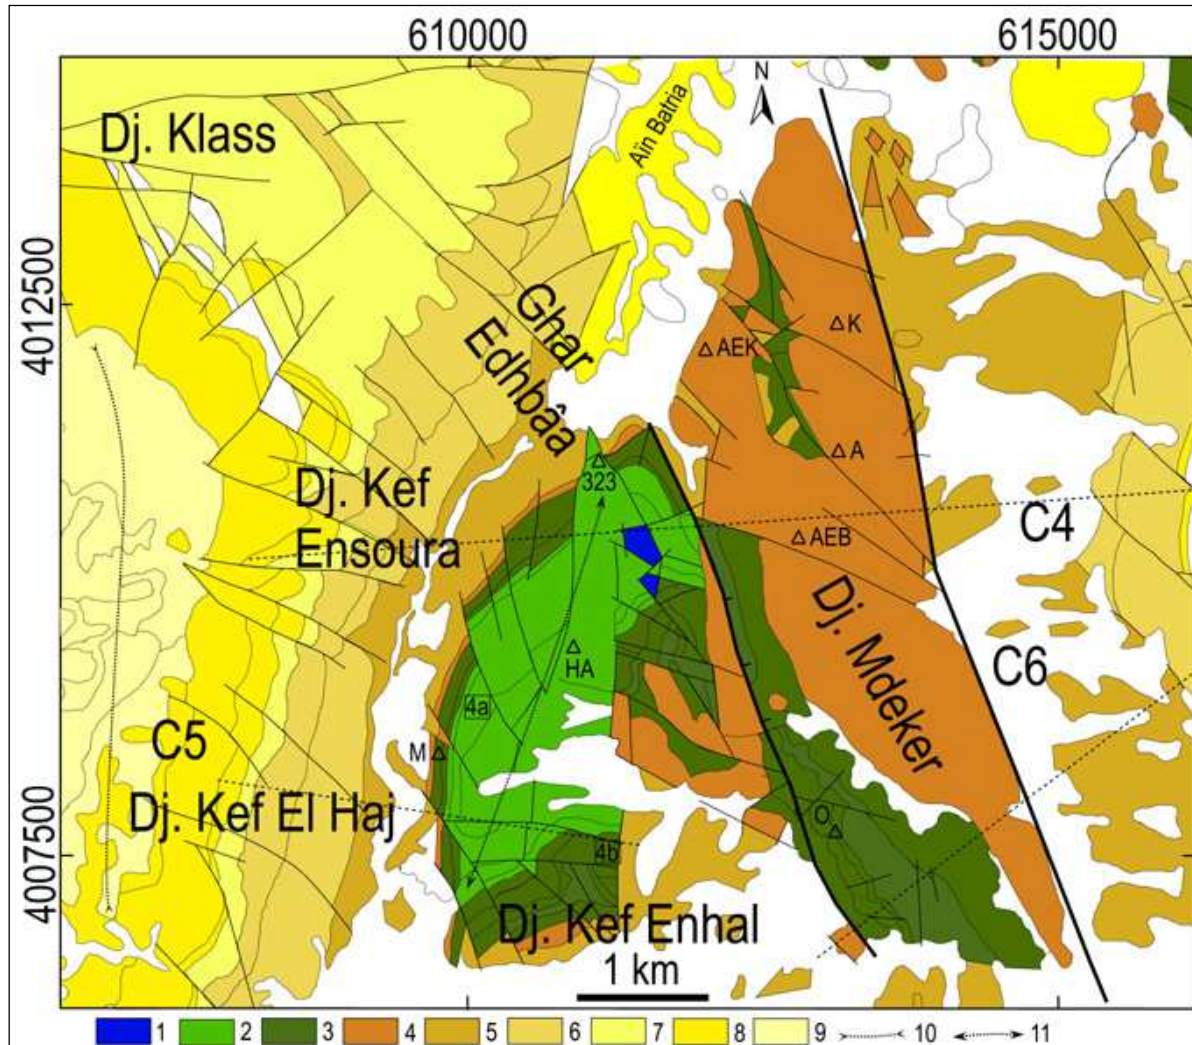 610000 615000
N
Dj. Klass
Aïn Batria
4012500
Ghar
Edhbâa
K
AEK
A
323
Dj. Kef
Ensoura
AEB
C4
Dj. Mdeker
HA
C6
4a
C5
M
Dj. Kef El Haj
O
4b
4007500
Dj. Kef Enhal
1 km
1 2 3 4 5 6 7 8 9 10 11